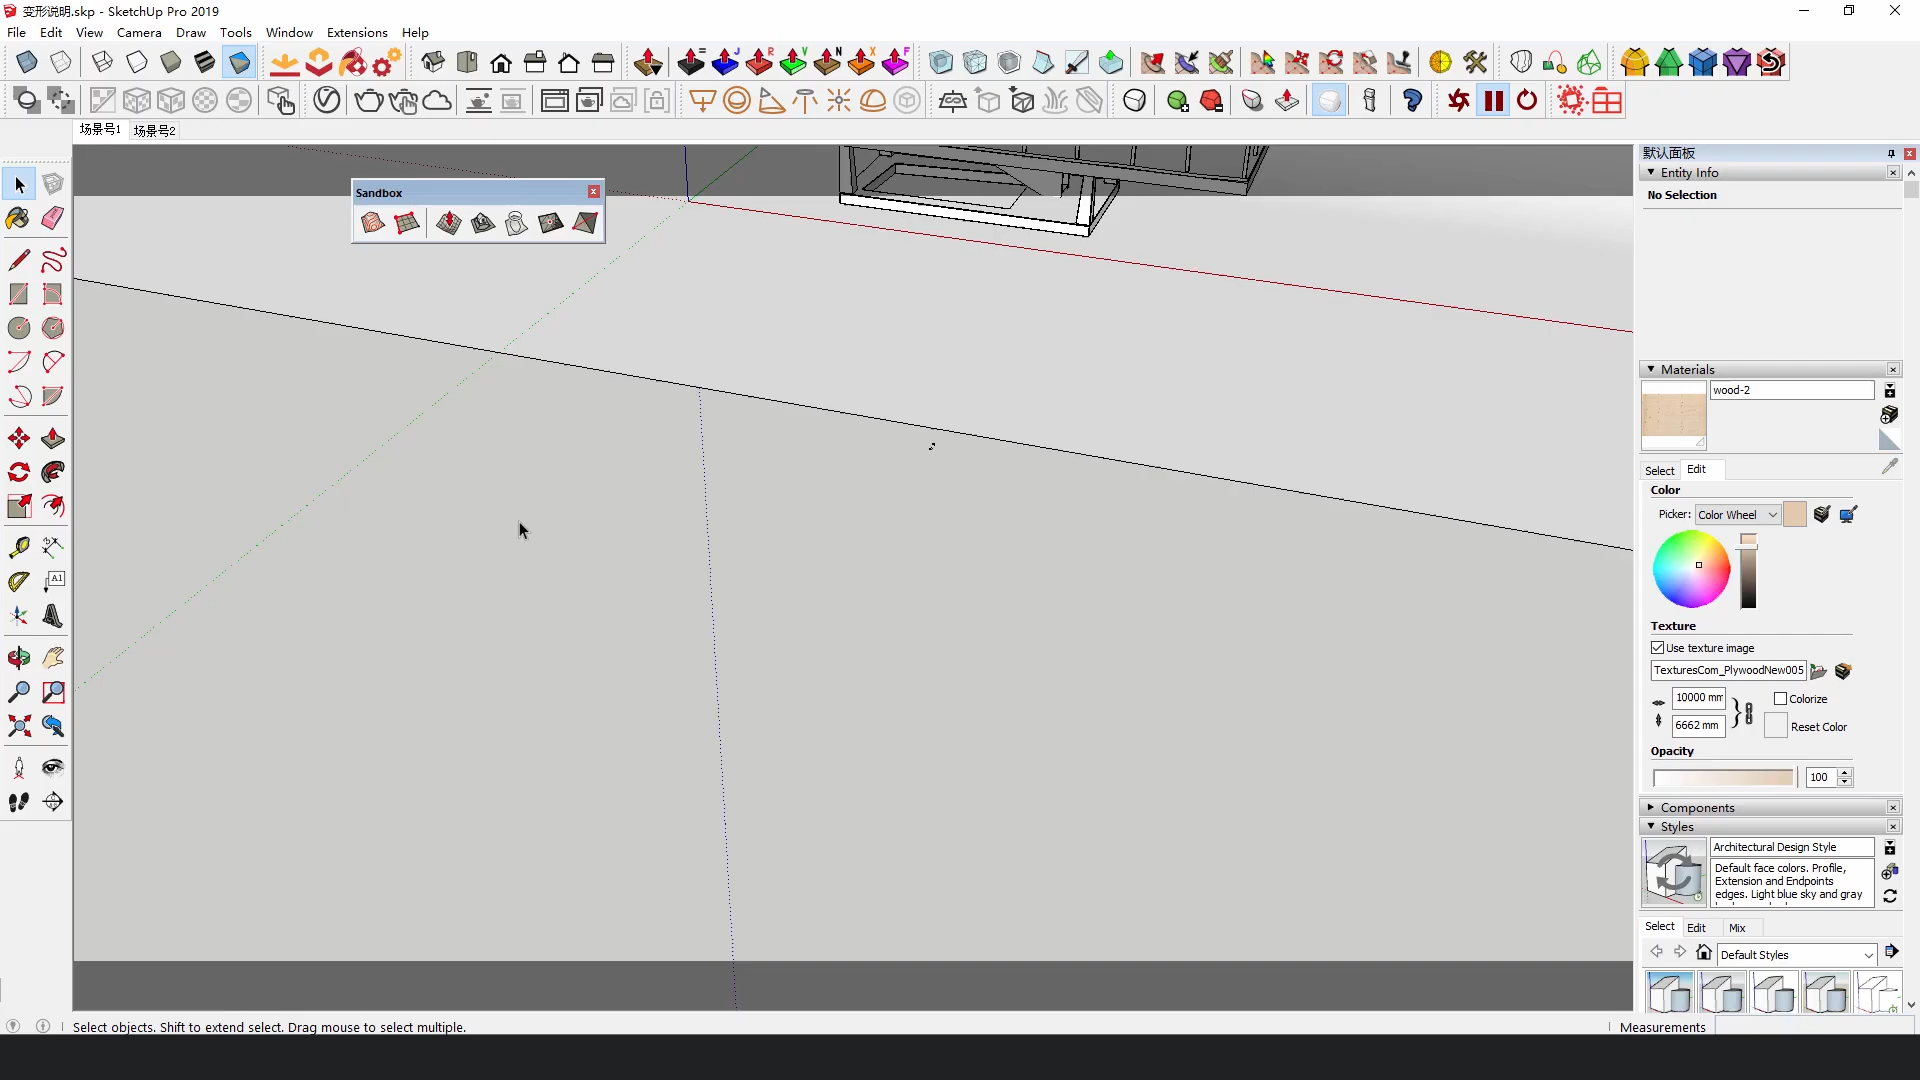 变形说明.skp - SketchUp Pro 2019
File Edit View Camera Draw Tools Window Extensions Help
= J R V N X F
场景号1 场景号2
默认面板
Entity Info
No Selection
Sandbox
Materials
wood-2
Select Edit
Color
Picker: Color Wheel
A1
Texture
Use texture image
TexturesCom_PlywoodNew005
10000 mm
Colorize
6662 mm
Reset Color
Opacity
100
Components
Styles
Architectural Design Style
Default face colors. Profile,
Extension and Endpoints
edges. Light blue sky and gray
Select Edit Mix
Default Styles
Select objects. Shift to extend select. Drag mouse to select multiple.
Measurements